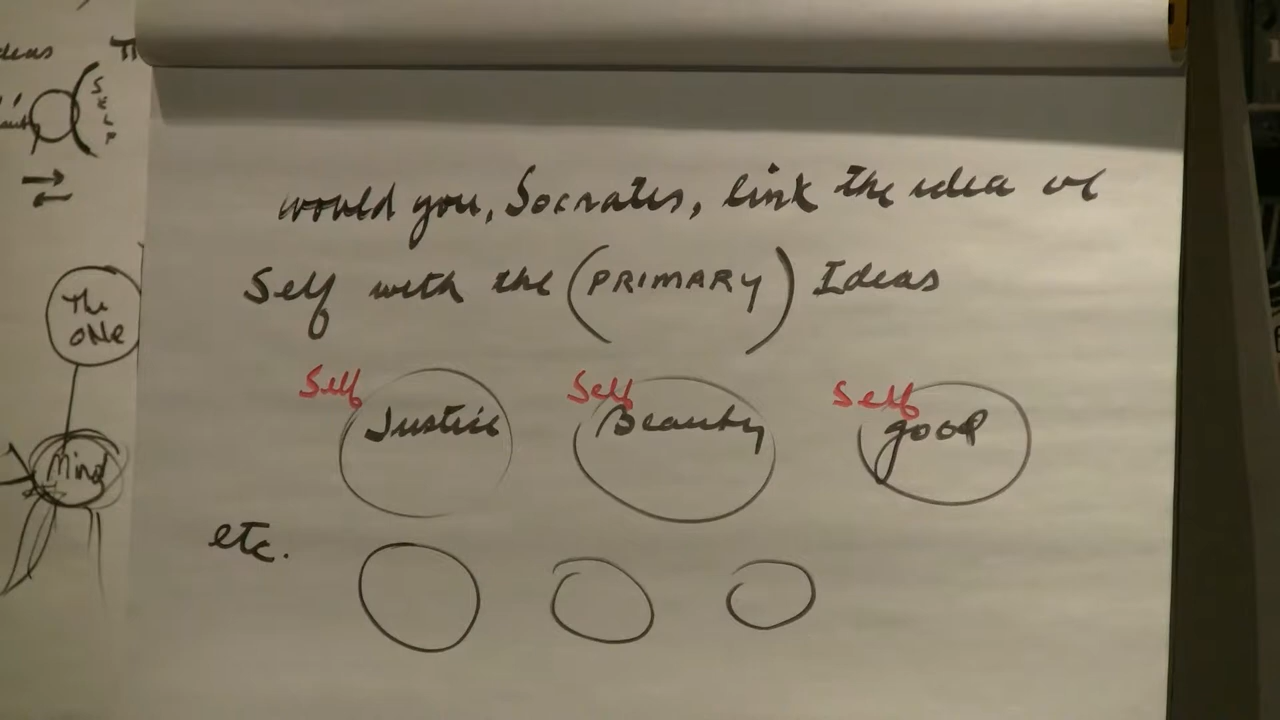 would you, Socrates, link the idea of
Self with the (PRIMARY) Ideas
Self Self Self
Justice Beauty good
etc.
deas
SELF
The
ONe
Mind